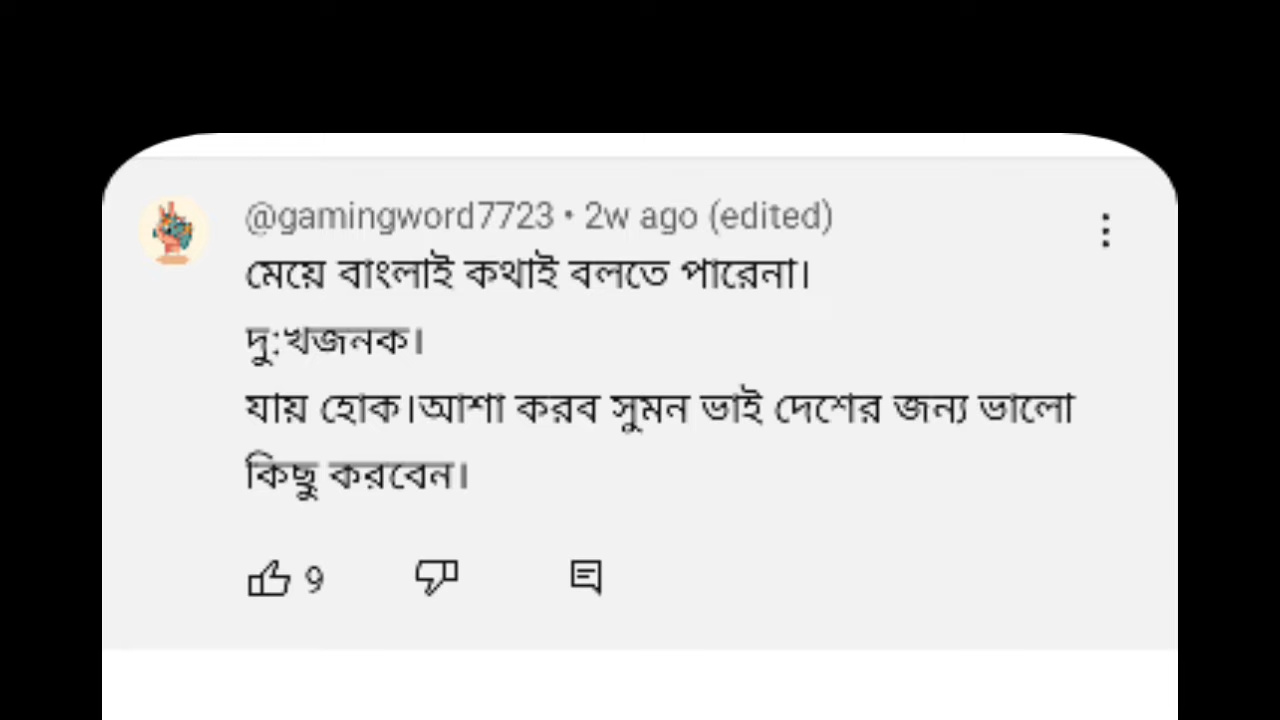 @gamingword7723 • 2w ago (edited)
মেয়ে বাংলাই কথাই বলতে পারেনা।
দু:খজনক।
যায় হোক।আশা করব সুমন ভাই দেশের জন্য ভালো
কিছু করবেন।
9